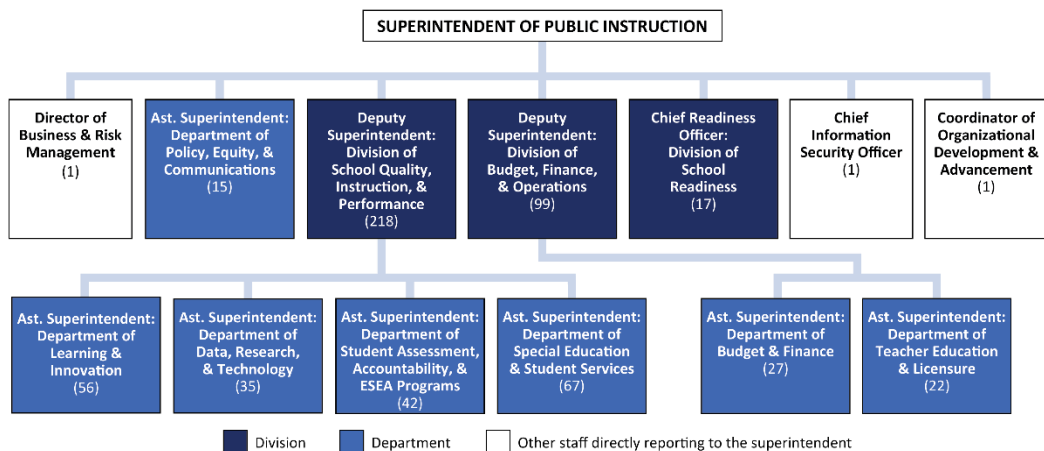 SUPERINTENDENT OF PUBLIC INSTRUCTION
Director of
Business & Risk
Management
(1)
Ast. Superintendent:
Department of
Policy, Equity, &
Communications
(15)
Deputy
Superintendent:
Division of
School Quality,
Instruction, &
Performance
(218)
Deputy
Superintendent:
Division of
Budget, Finance,
& Operations
(99)
Chief Readiness
Officer:
Division of
School
Readiness
(17)
Chief
Information
Security Officer
(1)
Coordinator of
Organizational
Development &
Advancement
(1)
Ast. Superintendent:
Department of
Learning &
Innovation
(56)
Ast. Superintendent:
Department of
Data, Research,
& Technology
(35)
Ast. Superintendent:
Department of
Student Assessment,
Accountability, &
ESEA Programs
(42)
Ast. Superintendent:
Department of
Special Education
& Student Services
(67)
Ast. Superintendent:
Department of
Budget & Finance
(27)
Ast. Superintendent:
Department of
Teacher Education
& Licensure
(22)
Division
Department
Other staff directly reporting to the superintendent